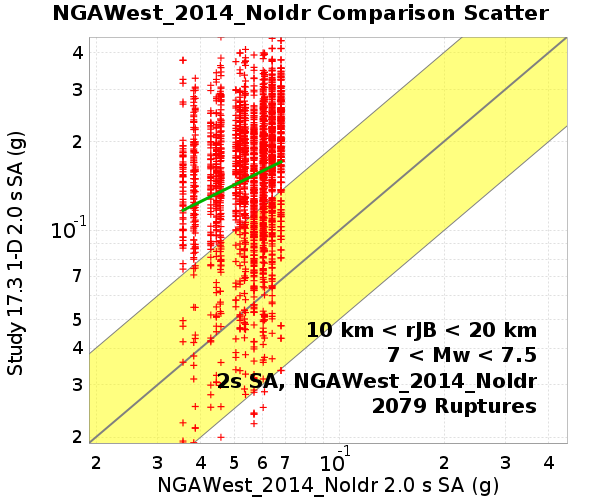 NGAWest_2014_NoIdr Comparison Scatter
Study 17.3 1-D 2.0 s SA (g)
4
3
2
10-1
7
5
4
3
2
10 km < rJB < 20 km
7 < Mw < 7.5
2s SA, NGAWest_2014_NoIdr
2079 Ruptures
2 3 4 5 6 7 10-1 2 3 4
NGAWest_2014_NoIdr 2.0 s SA (g)